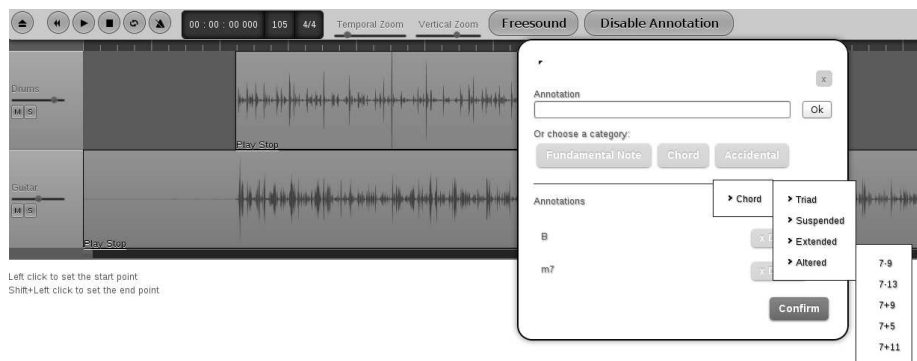 00 : 00 : 00 000 105 4/4 Temporal Zoom Vertical Zoom Freesound Disable Annotation
Drums
M S
Play Stop
Guitar
M S
Play Stop
Left click to set the start point
Shift+Left click to set the end point
x
Annotation
Ok
Or choose a category:
Fundamental Note Chord Accidental
Annotations
B
m7
Confirm
Chord
Triad
Suspended
Extended
Altered
7-9
7-13
7+9
7+5
7+11